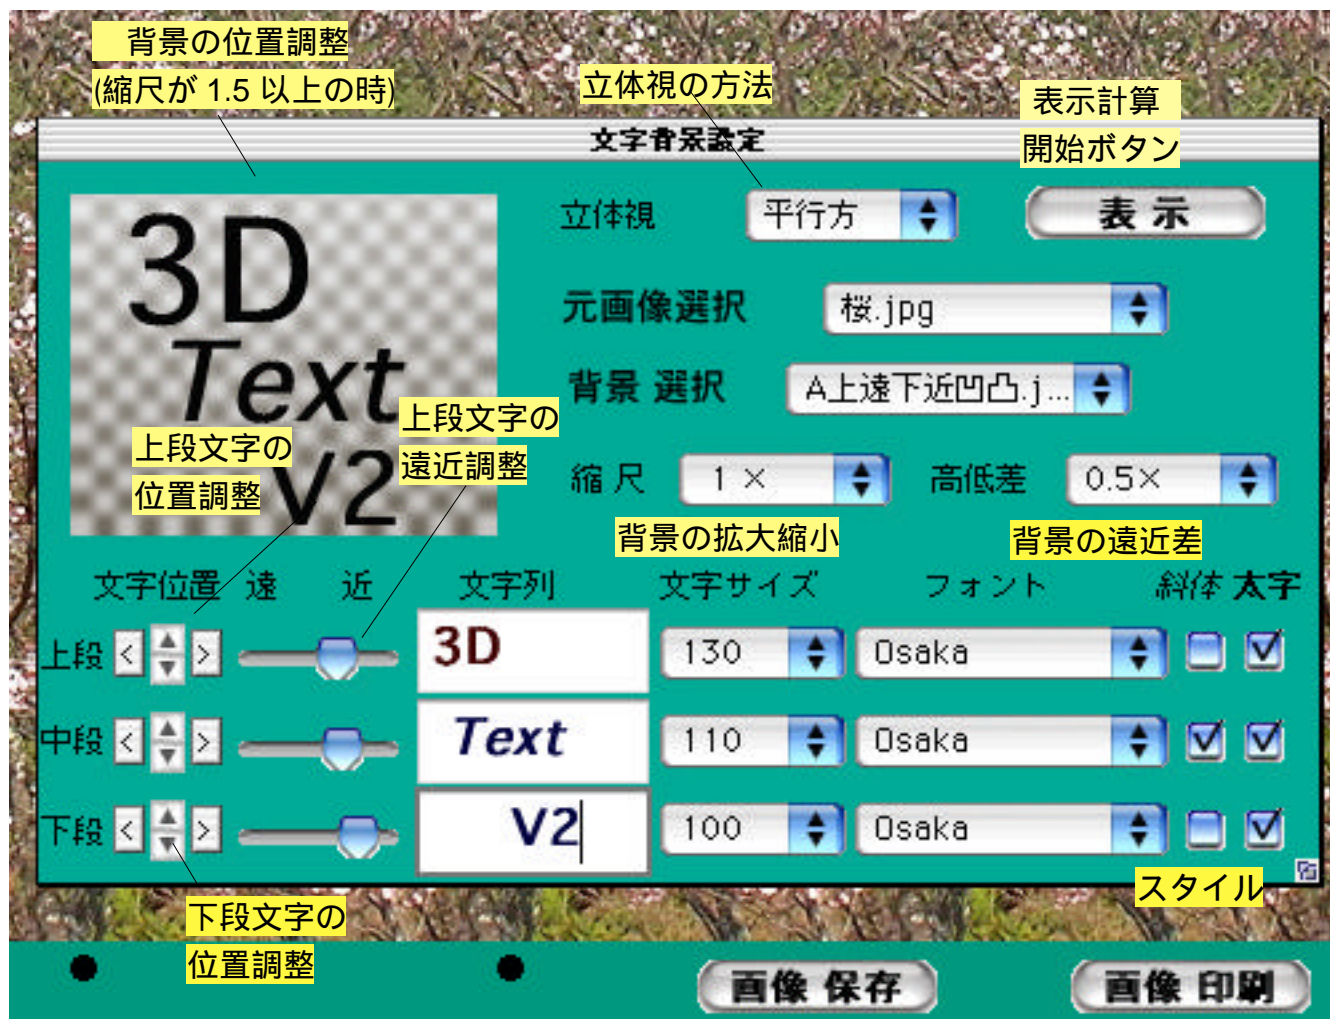 背景の位置調整
(縮尺が 1.5 以上の時)
立体視の方法
表示計算
開始ボタン
文字背景設定
3D
Text
V2
立体視
平行方
表 示
元画像選択
桜.jpg
背景 選択
A上遠下近凹凸.j...
上段文字の
遠近調整
上段文字の
位置調整
縮 尺
1 ×
高低差
0.5×
背景の拡大縮小
背景の遠近差
文字位置
遠
近
文字列
文字サイズ
フォント
斜体
太字
上段
<
>
3D
130
Osaka
中段
<
>
Text
110
Osaka
下段
<
>
V2
100
Osaka
スタイル
下段文字の
位置調整
画像 保存
画像 印刷